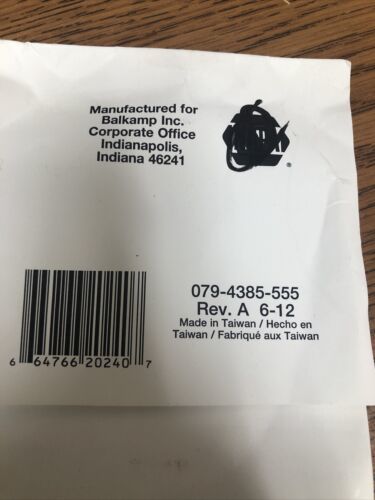 Manufactured for
Balkamp Inc.
Corporate Office
Indianapolis,
Indiana 46241
®
079-4385-555
Rev. A 6-12
Made in Taiwan / Hecho en
Taiwan / Fabriqué aux Taiwan
6 64766 20240 7